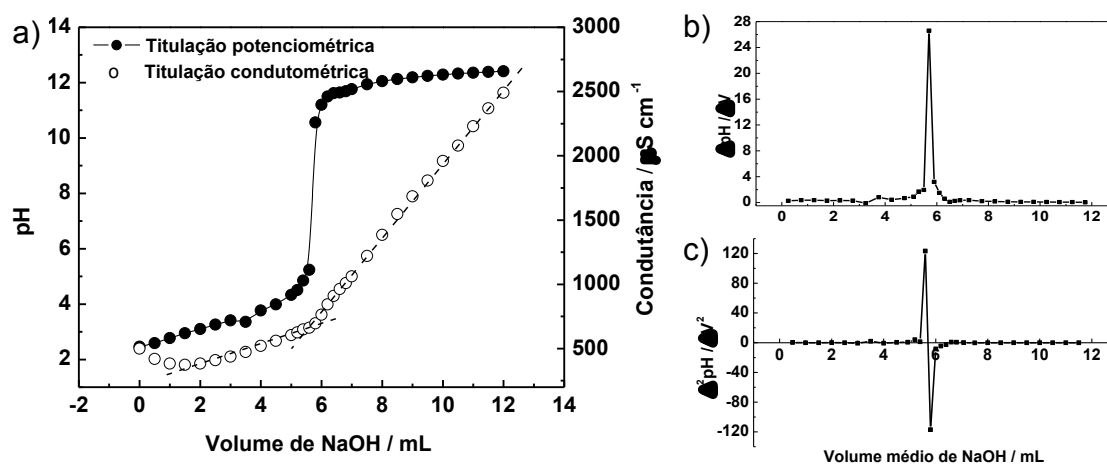 a)
Titulação potenciométrica
Titulação condutométrica
pH
14
12
10
8
6
4
2
3000
2500
2000
1500
1000
500
Condutância / S cm-1
-2 0 2 4 6 8 10 12 14
Volume de NaOH / mL
b)
28
24
20
16
12
8
4
0
pH / V
0 2 4 6 8 10 12
c)
120
80
40
0
-40
-80
-120
2pH / V2
0 2 4 6 8 10 12
Volume médio de NaOH / mL